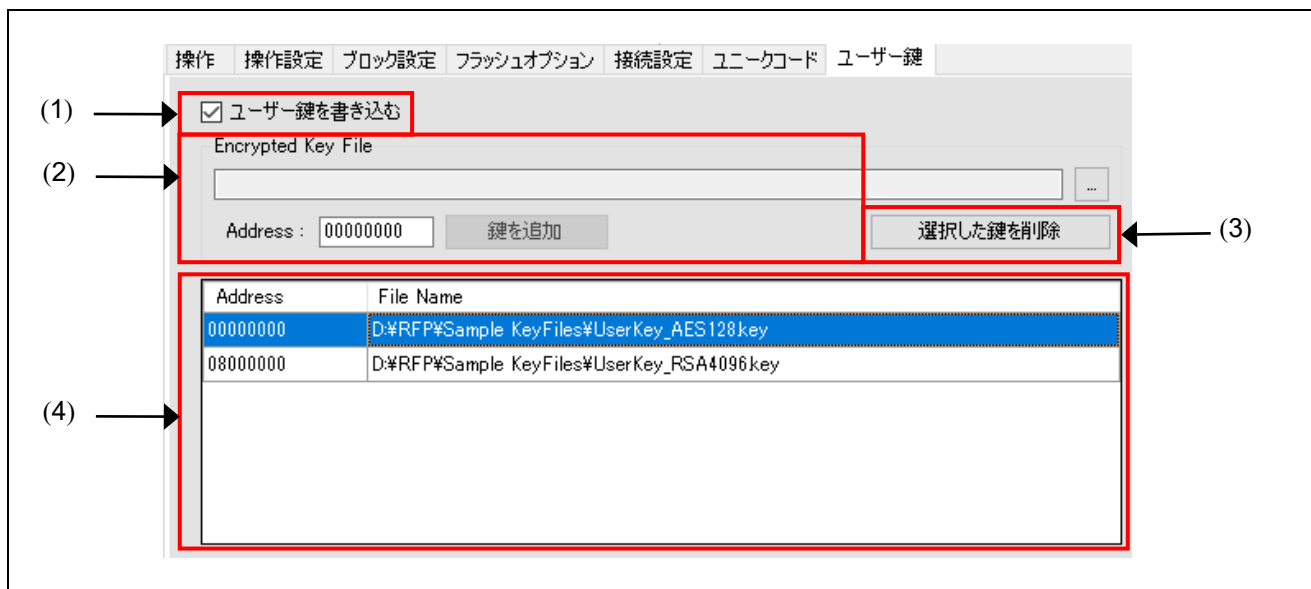 操作 操作設定 ブロック設定 フラッシュオプション 接続設定 ユニークコード ユーザー鍵
(1) ユーザー鍵を書き込む
Encrypted Key File
(2) ...
Address : 00000000 鍵を追加 選択した鍵を削除 (3)
Address File Name
00000000 D:¥RFP¥Sample KeyFiles¥UserKey_AES128.key
08000000 D:¥RFP¥Sample KeyFiles¥UserKey_RSA4096.key
(4)